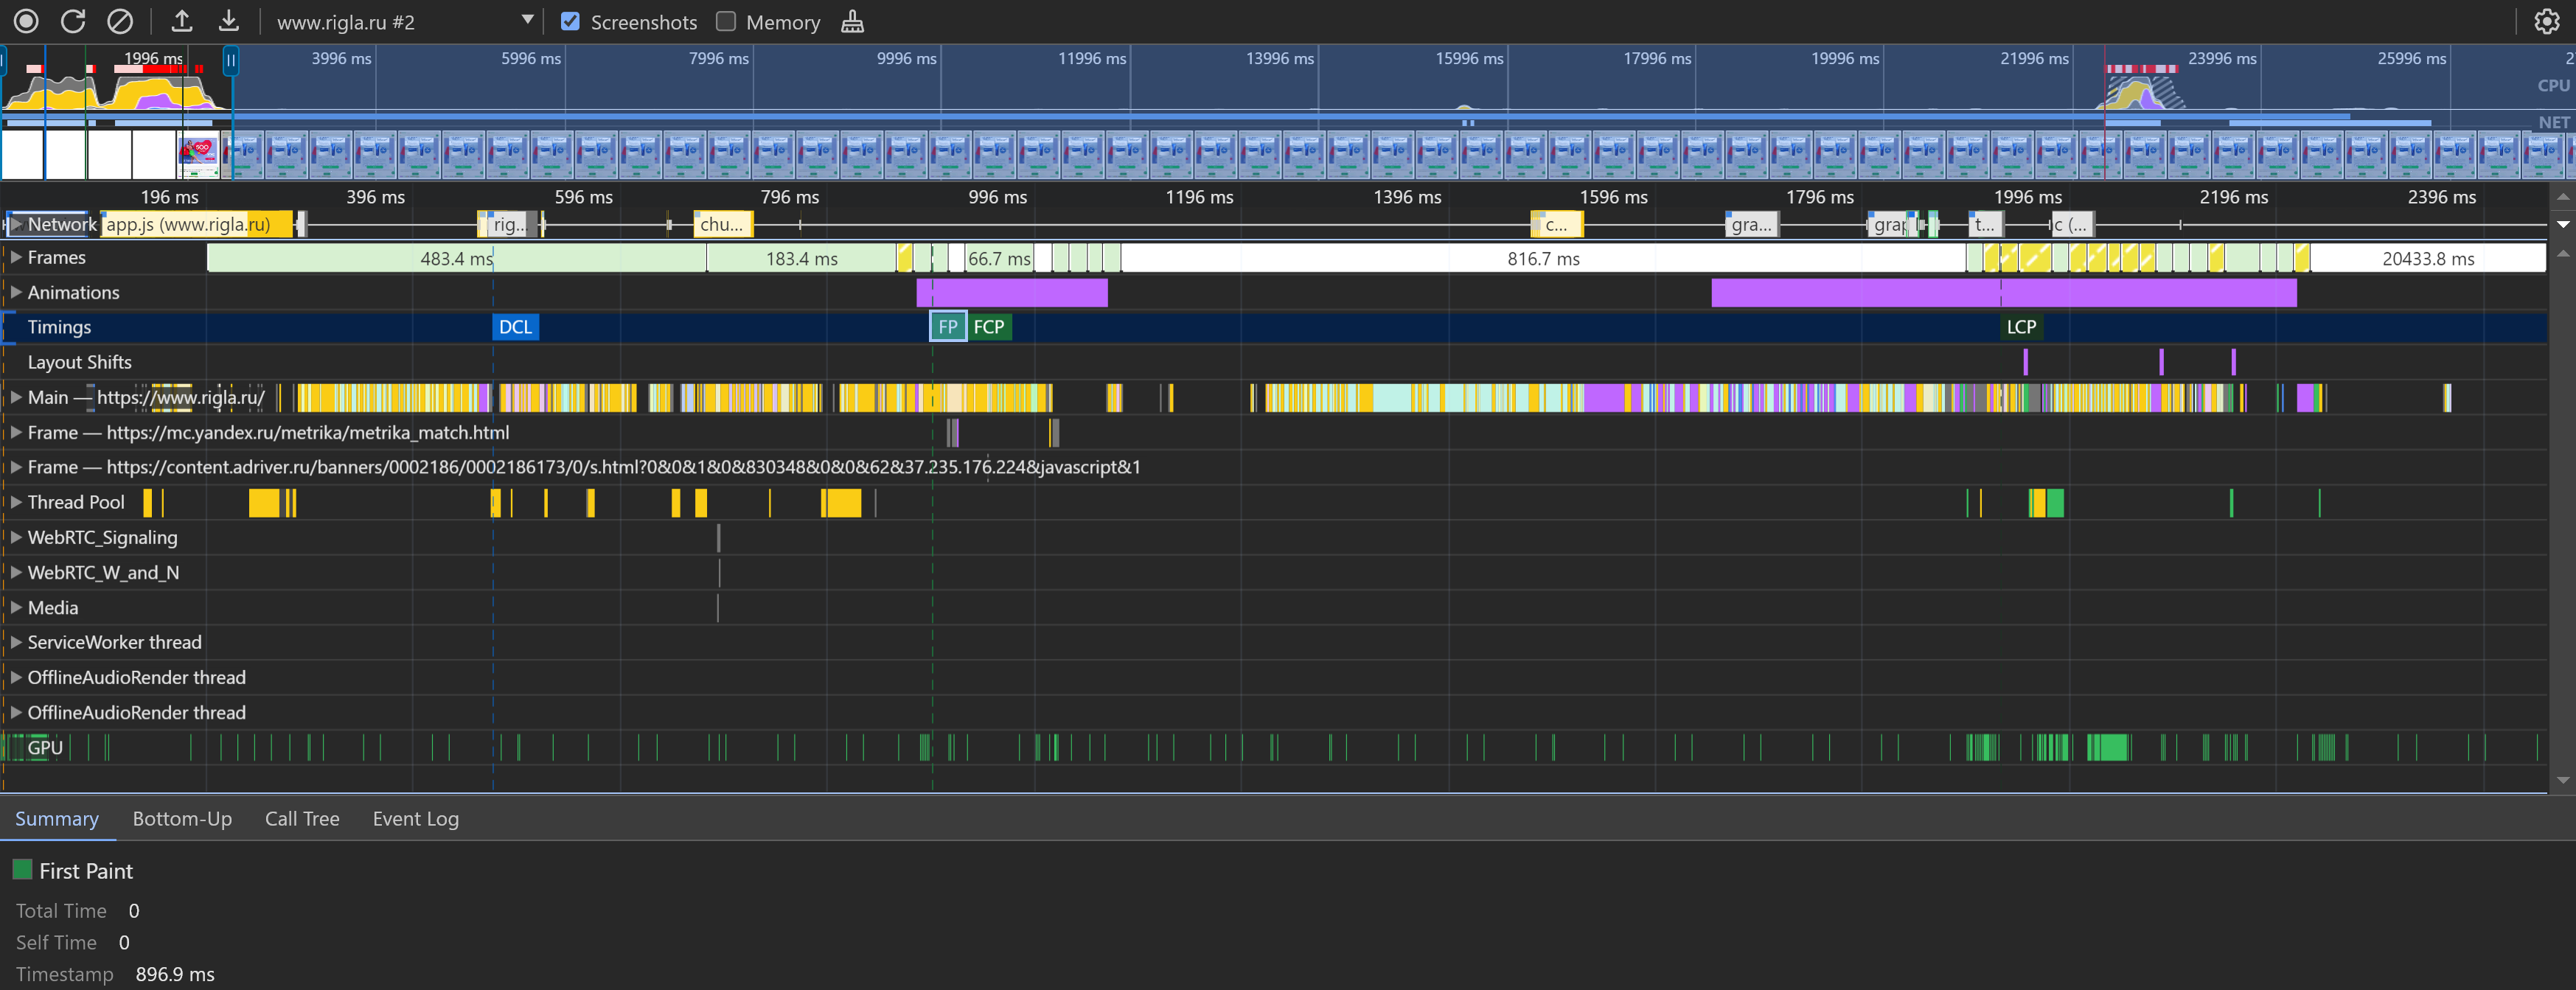 www.rigla.ru #2 Screenshots Memory
1996 ms 3996 ms 5996 ms 7996 ms 9996 ms 11996 ms 13996 ms 15996 ms 17996 ms 19996 ms 21996 ms 23996 ms 25996 ms 2
CPU
NET
196 ms 396 ms 596 ms 796 ms 996 ms 1196 ms 1396 ms 1596 ms 1796 ms 1996 ms 2196 ms 2396 ms
Network app.js (www.rigla.ru) rig... chu... c... gra... grap t... c (...
Frames 483.4 ms 183.4 ms 66.7 ms 816.7 ms 20433.8 ms
Animations
Timings DCL FP FCP LCP
Layout Shifts
Main — https://www.rigla.ru/
Frame — https://mc.yandex.ru/metrika/metrika_match.html
Frame — https://content.adriver.ru/banners/0002186/0002186173/0/s.html?0&0&1&0&830348&0&0&62&37.235.176.224&javascript&1
Thread Pool
WebRTC_Signaling
WebRTC_W_and_N
Media
ServiceWorker thread
OfflineAudioRender thread
OfflineAudioRender thread
GPU
Summary Bottom-Up Call Tree Event Log
First Paint
Total Time 0
Self Time 0
Timestamp 896.9 ms